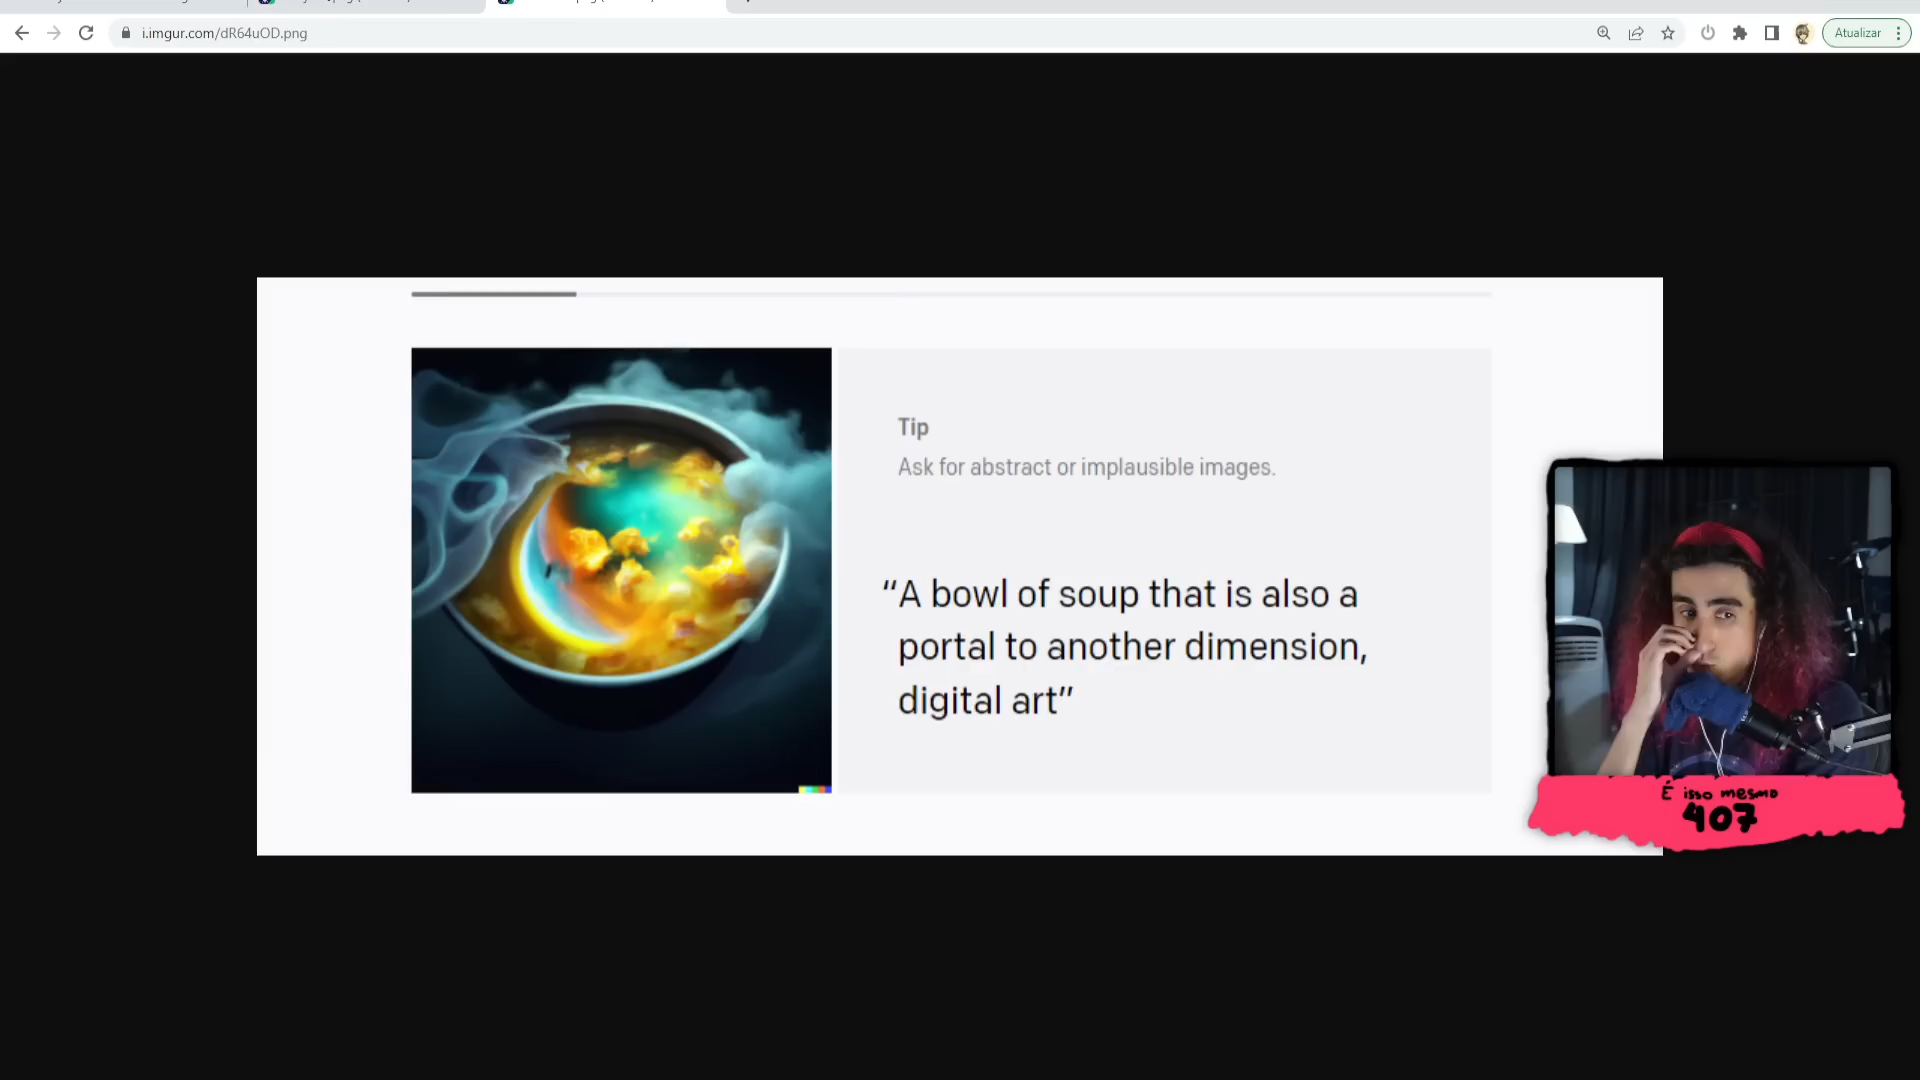 i.imgur.com/dR64uOD.png
Atualizar
Tip
Ask for abstract or implausible images.
“A bowl of soup that is also a
portal to another dimension,
digital art”
É isso mesmo
407